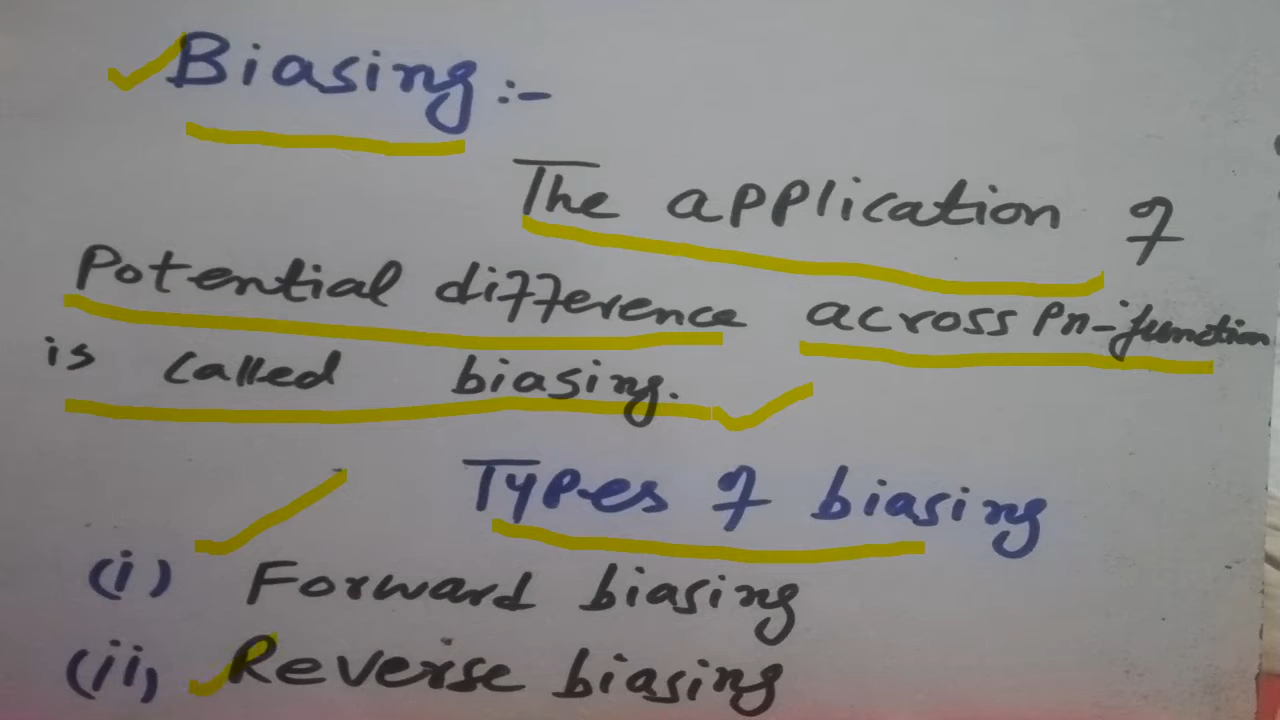 Biasing :-
The application of
Potential difference across Pn-junction
is called biasing.
Types of biasing
(i) Forward biasing
(ii) Reverse biasing